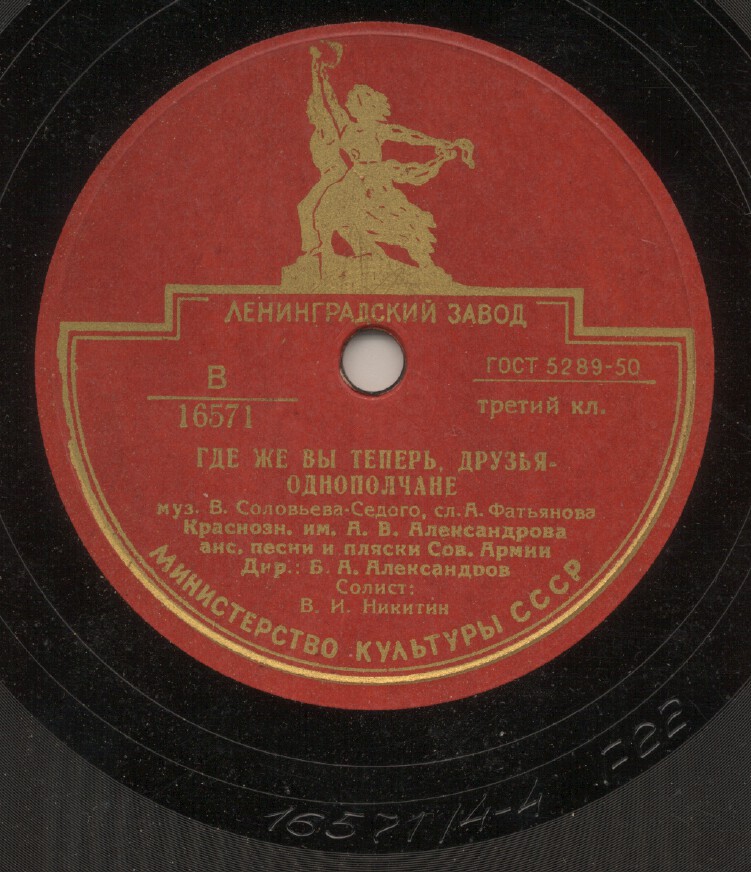 ЛЕНИНГРАДСКИЙ ЗАВОД
В
16571
ГОСТ 5289-50
третий кл.
ГДЕ ЖЕ ВЫ ТЕПЕРЬ, ДРУЗЬЯ-
ОДНОПОЛЧАНЕ
муз. В. Соловьева-Седого, сл. А. Фатьянова
Краснозн. им. А. В. Александрова
анс. песни и пляски Сов. Армии
Дир.: Б. А. Александров
Солист:
В. И. Никитин
МИНИСТЕРСТВО КУЛЬТУРЫ СССР
16571/4-4